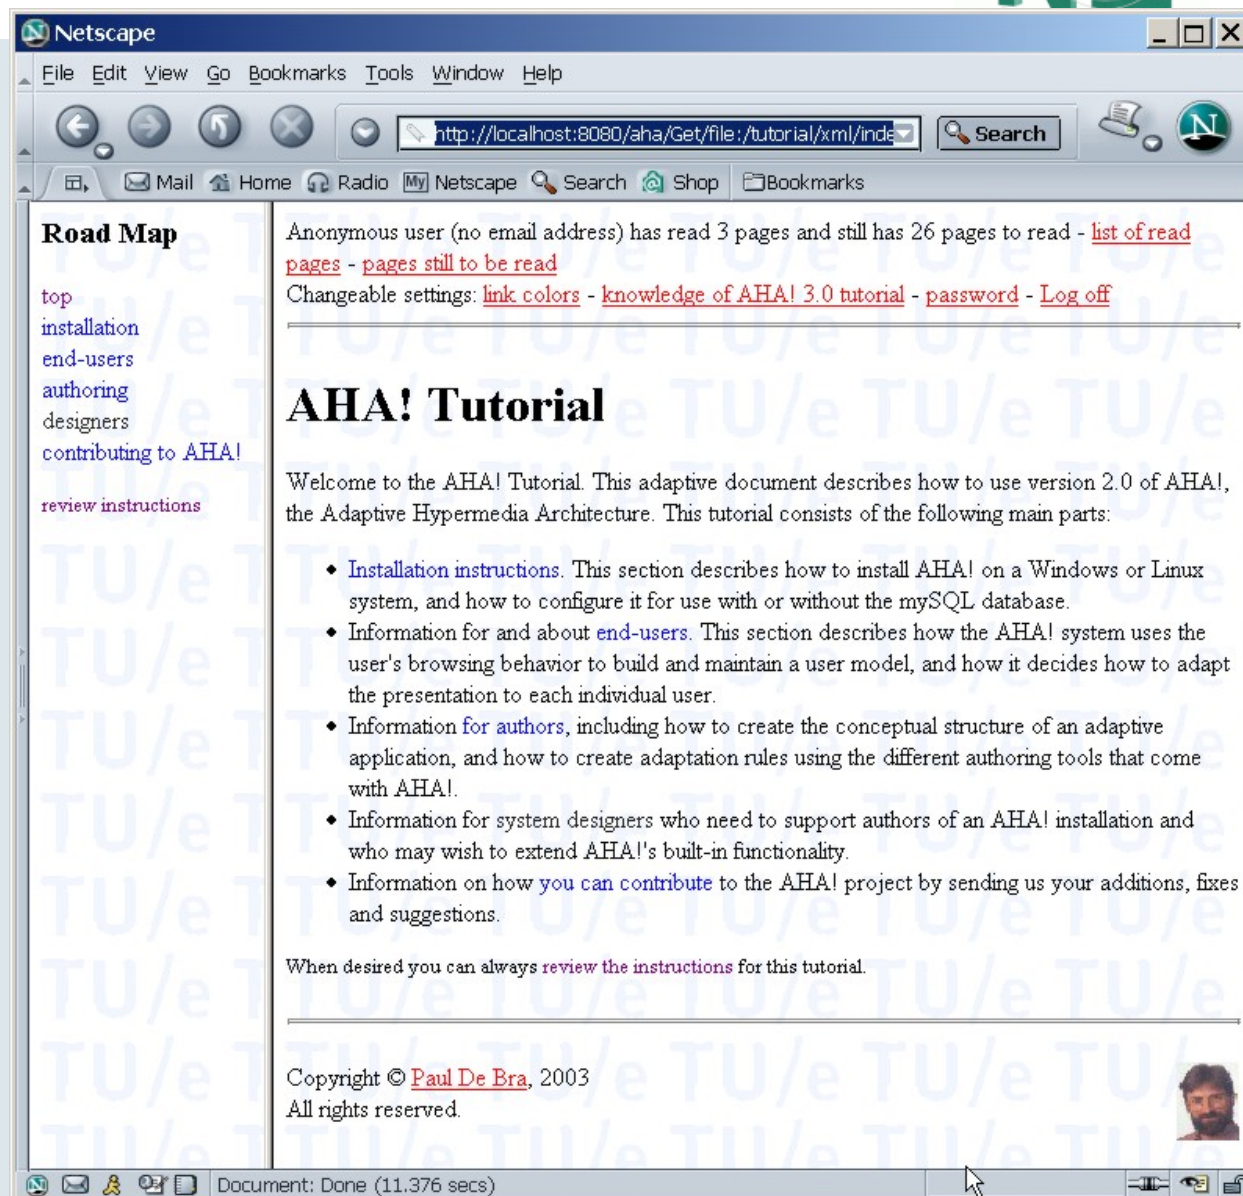 Netscape
File Edit View Go Bookmarks Tools Window Help
http://localhost:8080/aha/Get/file:/tutorial/xml/inde
Search
Mail Home Radio My Netscape Search Shop Bookmarks
Road Map
top
installation
end-users
authoring
designers
contributing to AHA!
review instructions
Anonymous user (no email address) has read 3 pages and still has 26 pages to read - list of read
pages - pages still to be read
Changeable settings: link colors - knowledge of AHA! 3.0 tutorial - password - Log off
AHA! Tutorial
Welcome to the AHA! Tutorial. This adaptive document describes how to use version 2.0 of AHA!,
the Adaptive Hypermedia Architecture. This tutorial consists of the following main parts:
Installation instructions. This section describes how to install AHA! on a Windows or Linux
system, and how to configure it for use with or without the mySQL database.
Information for and about end-users. This section describes how the AHA! system uses the
user's browsing behavior to build and maintain a user model, and how it decides how to adapt
the presentation to each individual user.
Information for authors, including how to create the conceptual structure of an adaptive
application, and how to create adaptation rules using the different authoring tools that come
with AHA!.
Information for system designers who need to support authors of an AHA! installation and
who may wish to extend AHA!'s built-in functionality.
Information on how you can contribute to the AHA! project by sending us your additions, fixes
and suggestions.
When desired you can always review the instructions for this tutorial.
Copyright © Paul De Bra, 2003
All rights reserved.
Document: Done (11.376 secs)